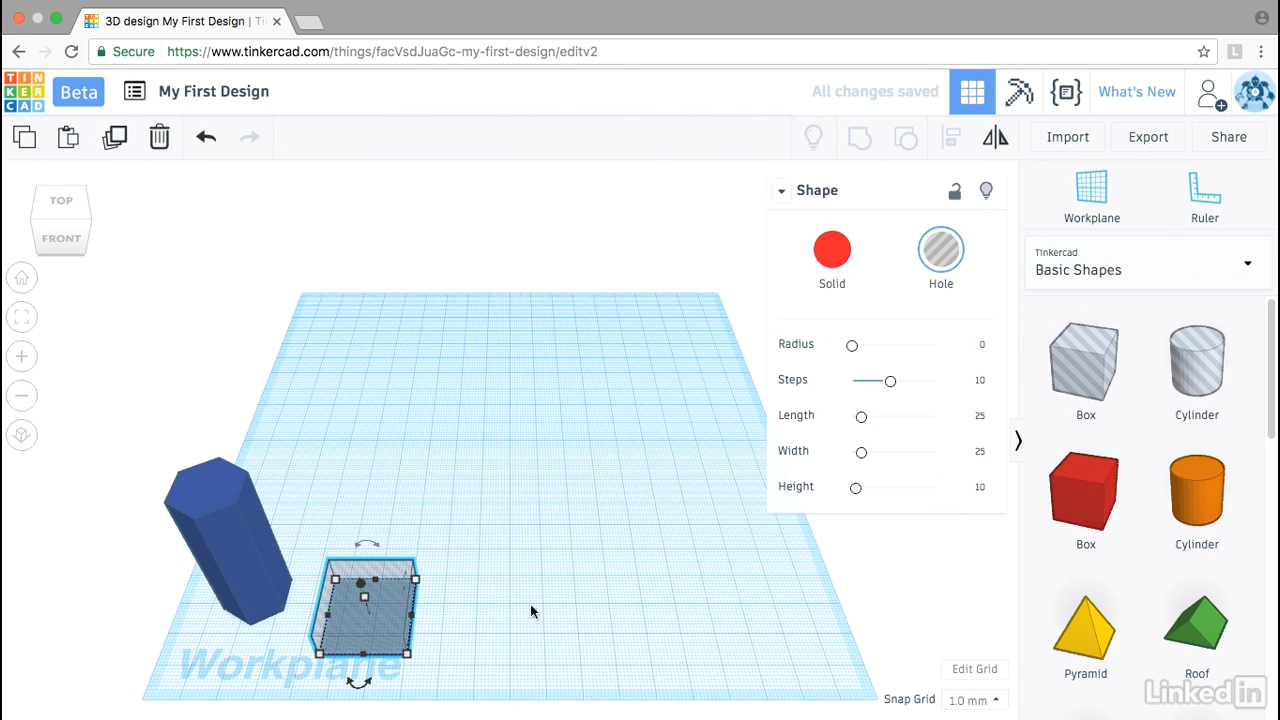 3D design My First Design | Ti
Secure
https://www.tinkercad.com/things/facVsdJuaGc-my-first-design/editv2
L
TIN
KER
CAD
Beta
My First Design
All changes saved
What's New
Import
Export
Share
TOP
FRONT
Shape
Solid
Hole
Radius 0
Steps 10
Length 25
Width 25
Height 10
Workplane
Ruler
Tinkercad
Basic Shapes
Box
Cylinder
Box
Cylinder
Pyramid
Roof
Workplane
Edit Grid
Snap Grid 1.0 mm
LinkedIn